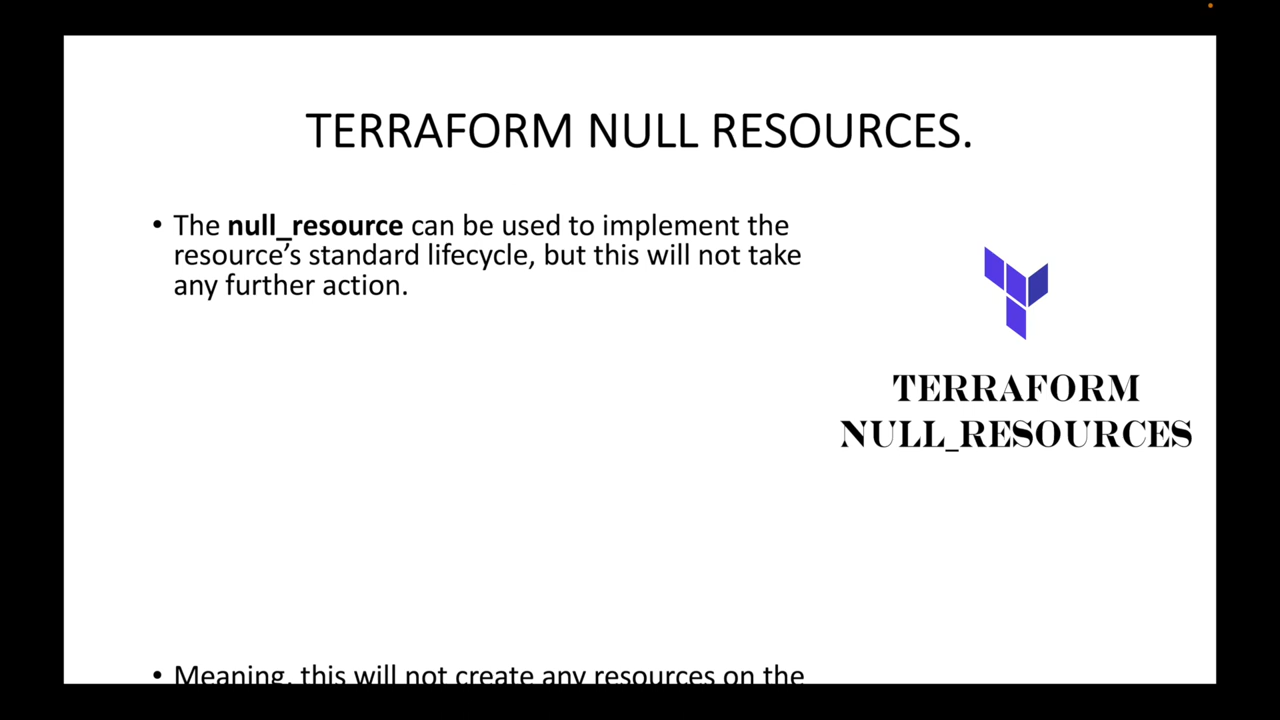 TERRAFORM NULL RESOURCES.
• The null_resource can be used to implement the
resource’s standard lifecycle, but this will not take
any further action.
TERRAFORM
NULL_RESOURCES
• Meaning, this will not create any resources on the